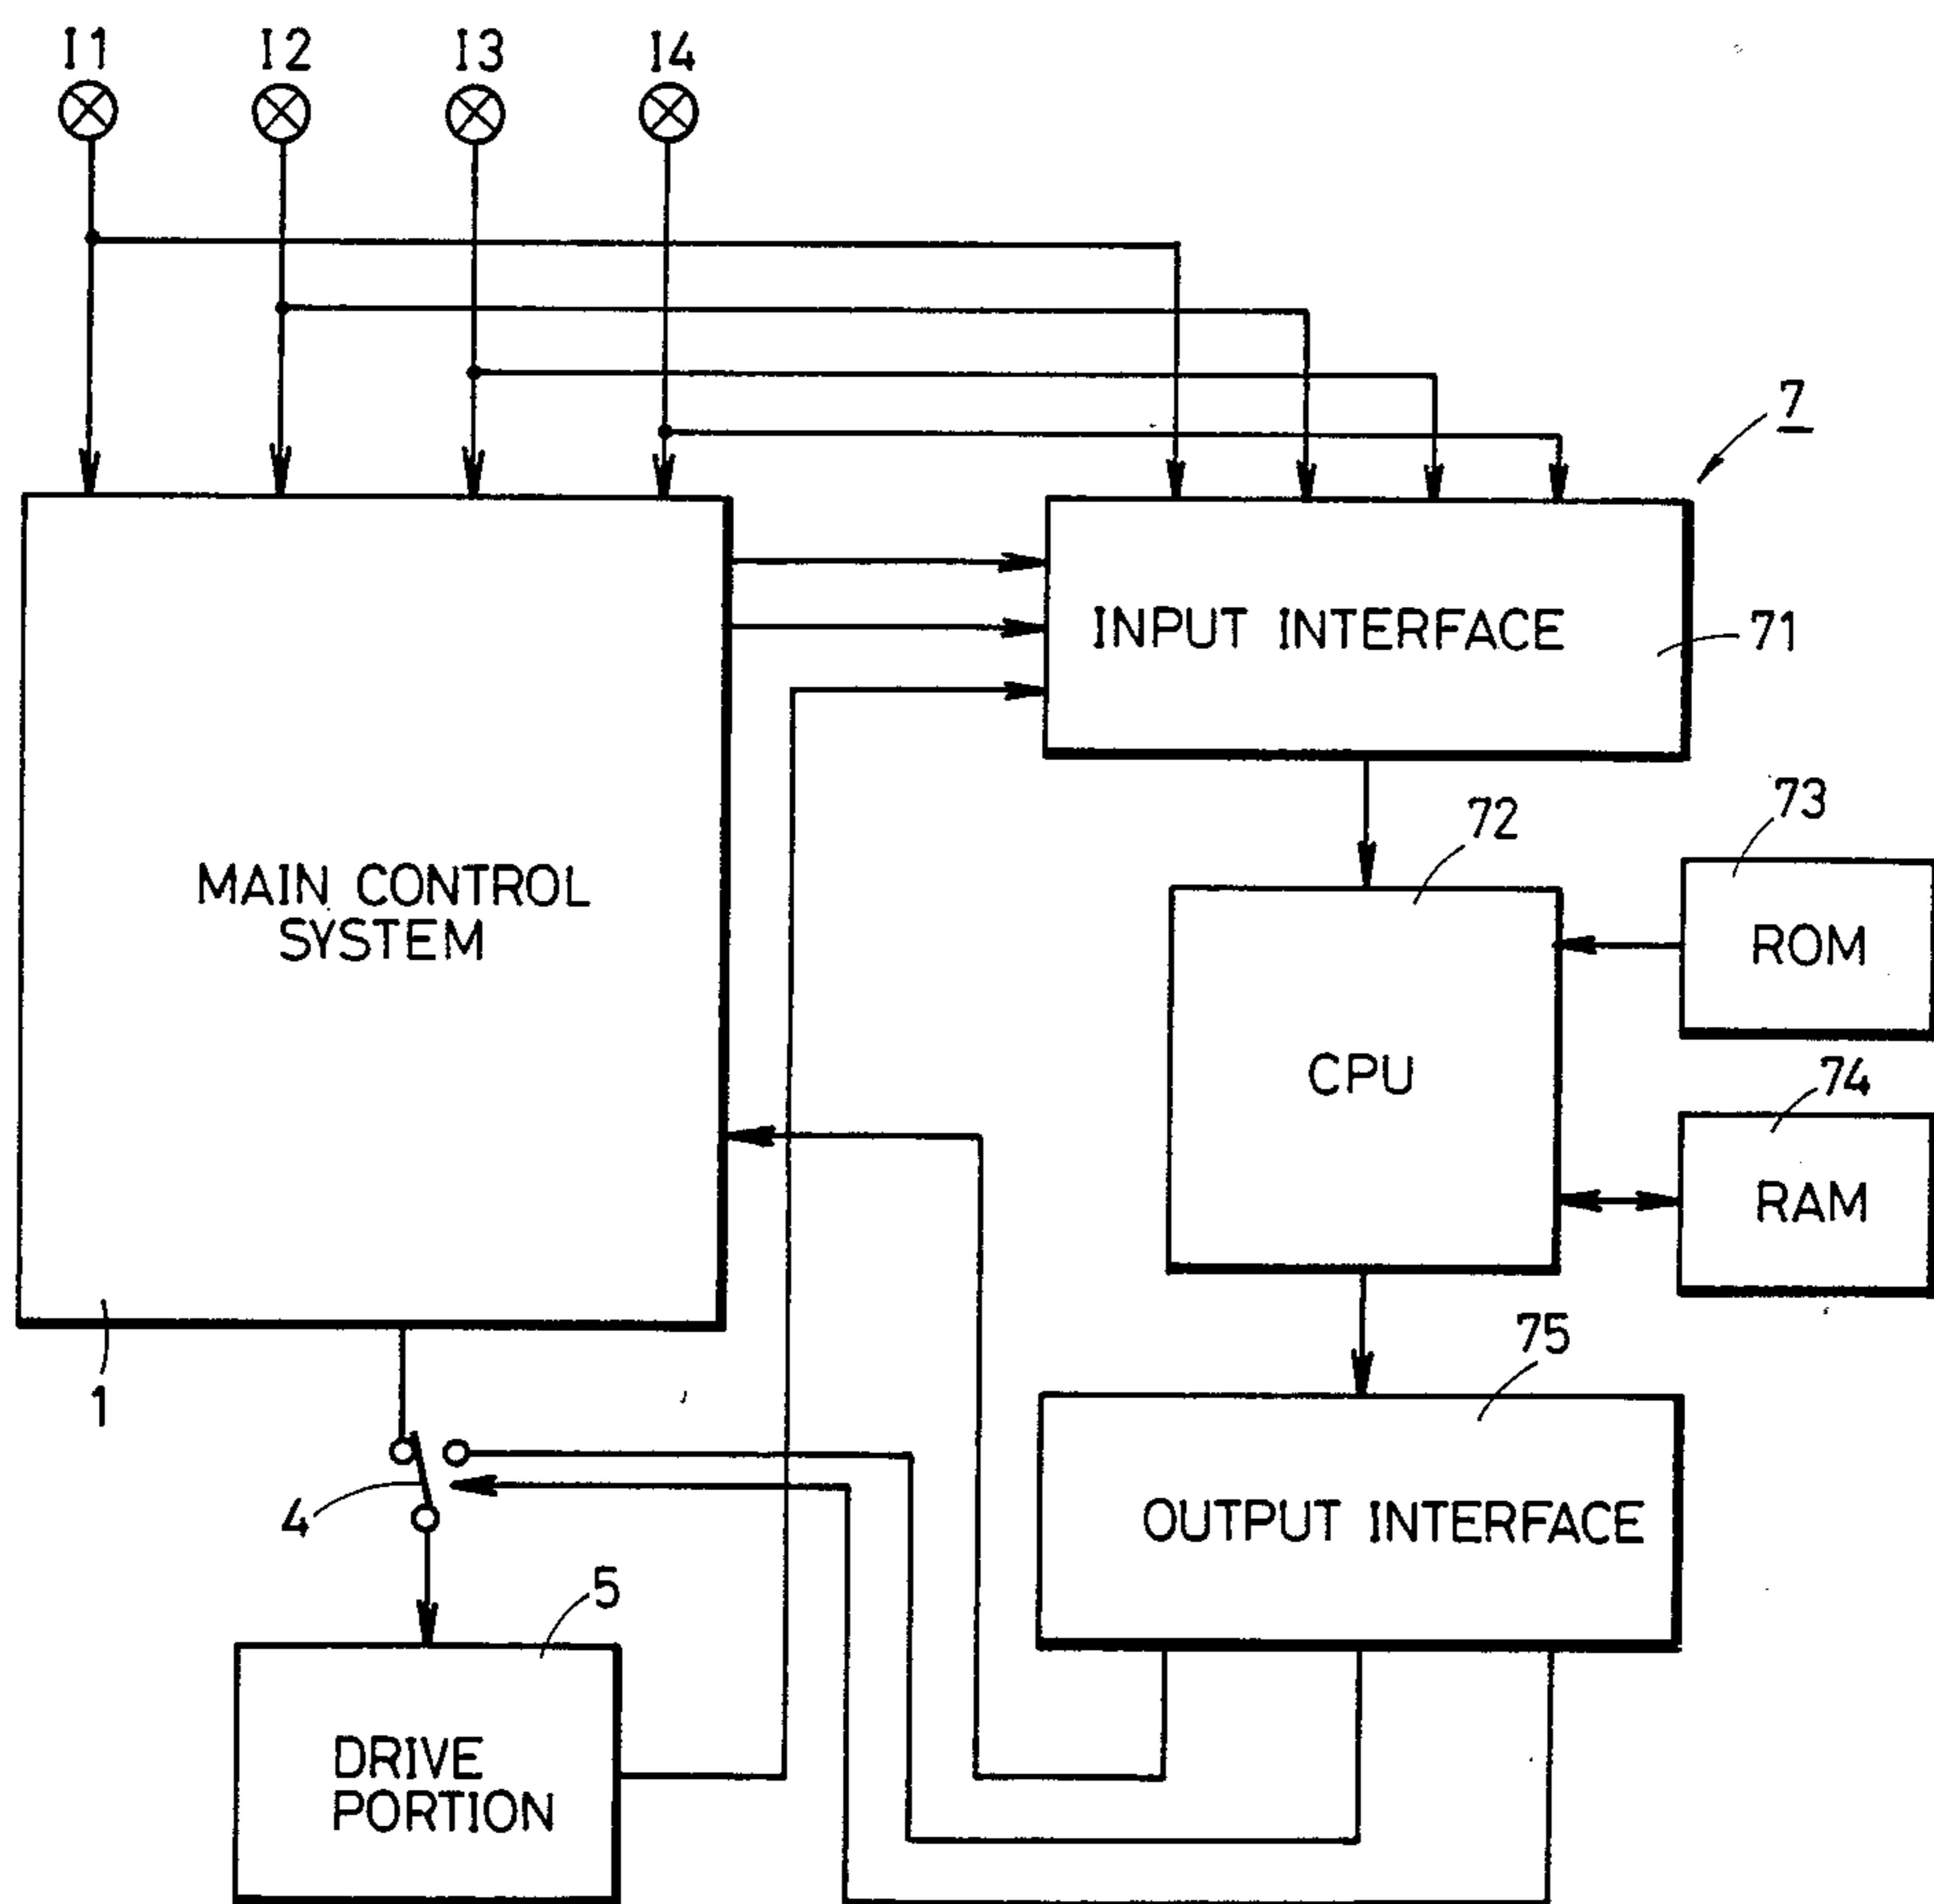 I1 I2 I3 I4
7
INPUT INTERFACE
71
72
73
MAIN CONTROL
SYSTEM
ROM
CPU
74
RAM
75
1
4
OUTPUT INTERFACE
5
DRIVE
PORTION